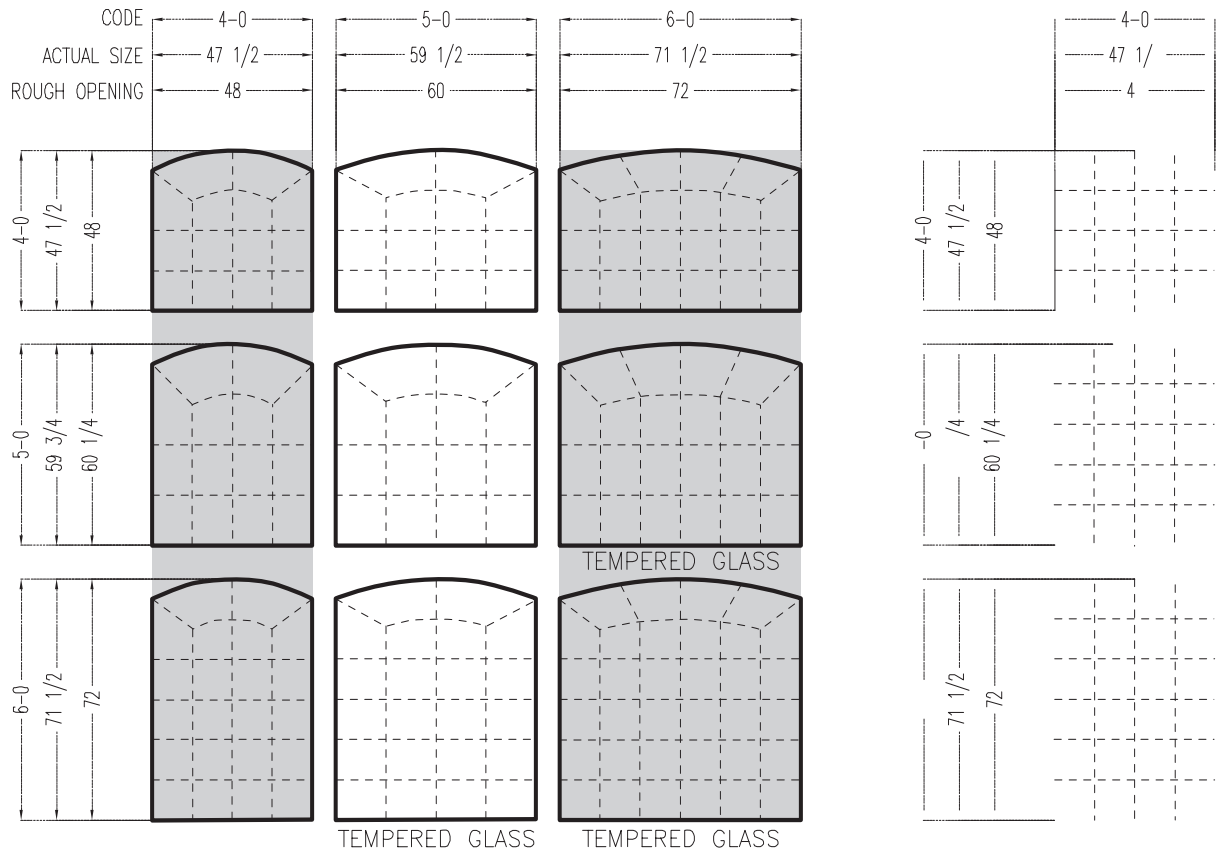 CODE 4-0 5-0 6-0 4-0
ACTUAL SIZE 47 1/2 59 1/2 71 1/2 47 1/
ROUGH OPENING 48 60 72 4
4-0 47 1/2 48 4-0 47 1/2 48
5-0 59 3/4 60 1/4 -0 /4 60 1/4
TEMPERED GLASS
6-0 71 1/2 72 71 1/2 72
TEMPERED GLASS TEMPERED GLASS